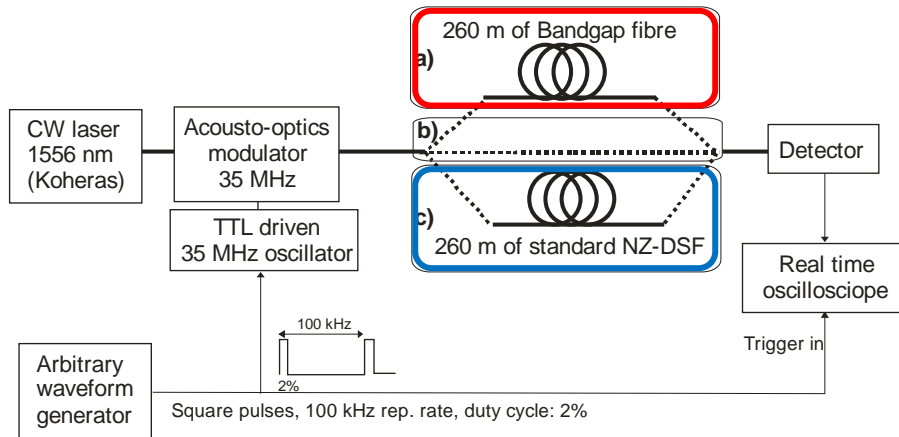 260 m of Bandgap fibre
a)
CW laser
1556 nm
(Koheras)
Acousto-optics
modulator
35 MHz
b)
Detector
TTL driven
35 MHz oscillator
c)
260 m of standard NZ-DSF
Real time
oscillosciope
100 kHz
Trigger in
Arbitrary
waveform
generator
2%
Square pulses, 100 kHz rep. rate, duty cycle: 2%